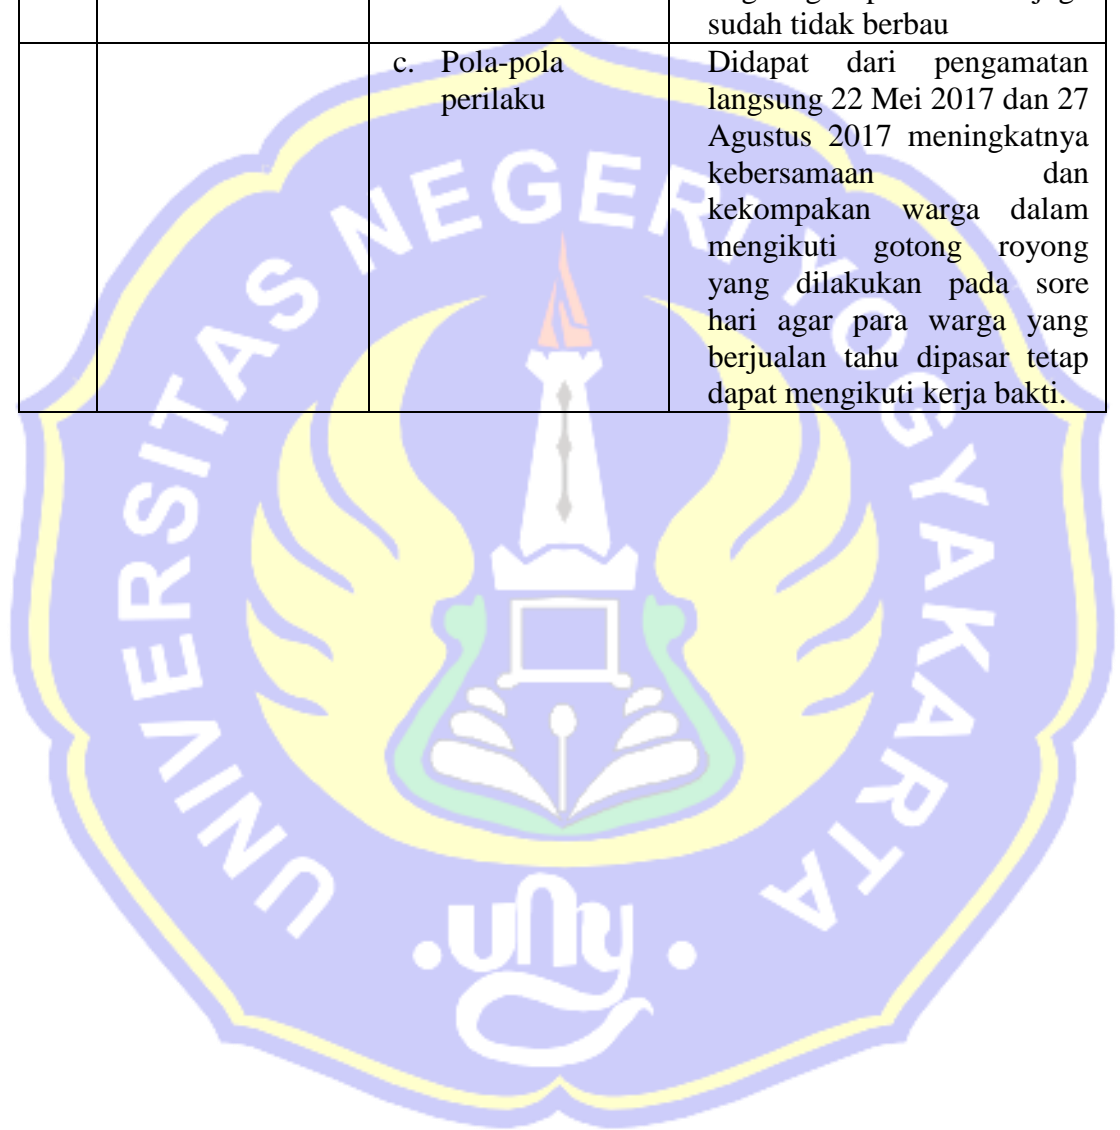 sudah tidak berbau
c. Pola-pola
perilaku
Didapat dari pengamatan
langsung 22 Mei 2017 dan 27
Agustus 2017 meningkatnya
kebersamaan dan
kekompakan warga dalam
mengikuti gotong royong
yang dilakukan pada sore
hari agar para warga yang
berjualan tahu dipasar tetap
dapat mengikuti kerja bakti.
UNIVERSITAS NEGERI YOGYAKARTA
uny